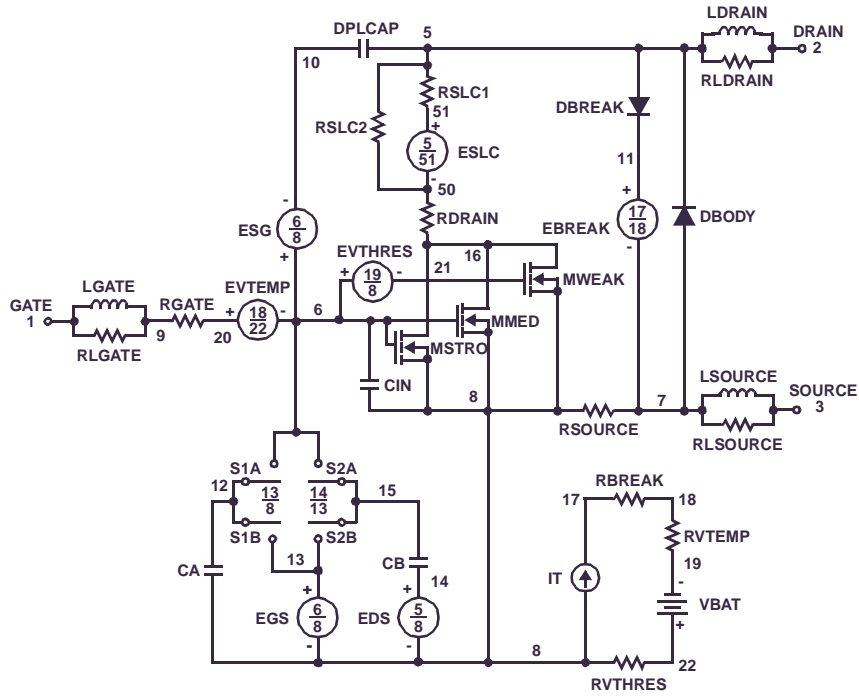 LDRAIN
DPLCAP 5 DRAIN
10 2
RLDRAIN
RSLC1
51
DBREAK
RSLC2
+
5
51
ESLC
-
11
50
-
+
6
8
ESG
RDRAIN
17
18
EBREAK
DBODY
EVTHRES
16
+
-
+
19
8
-
21
MWEAK
LGATE
EVTEMP
GATE
1
RGATE
+
18
22
-
6
MMED
9
20
MSTRO
RLGATE
LSOURCE
CIN
8
7
SOURCE
3
RSOURCE
RLSOURCE
S1A
S2A
12
13
8
14
13
15
RBREAK
17
18
S1B
S2B
RVTEMP
13
CB
19
CA
14
IT
-
+
+
VBAT
EGS
6
8
EDS
5
8
+
-
-
8
22
RVTHRES